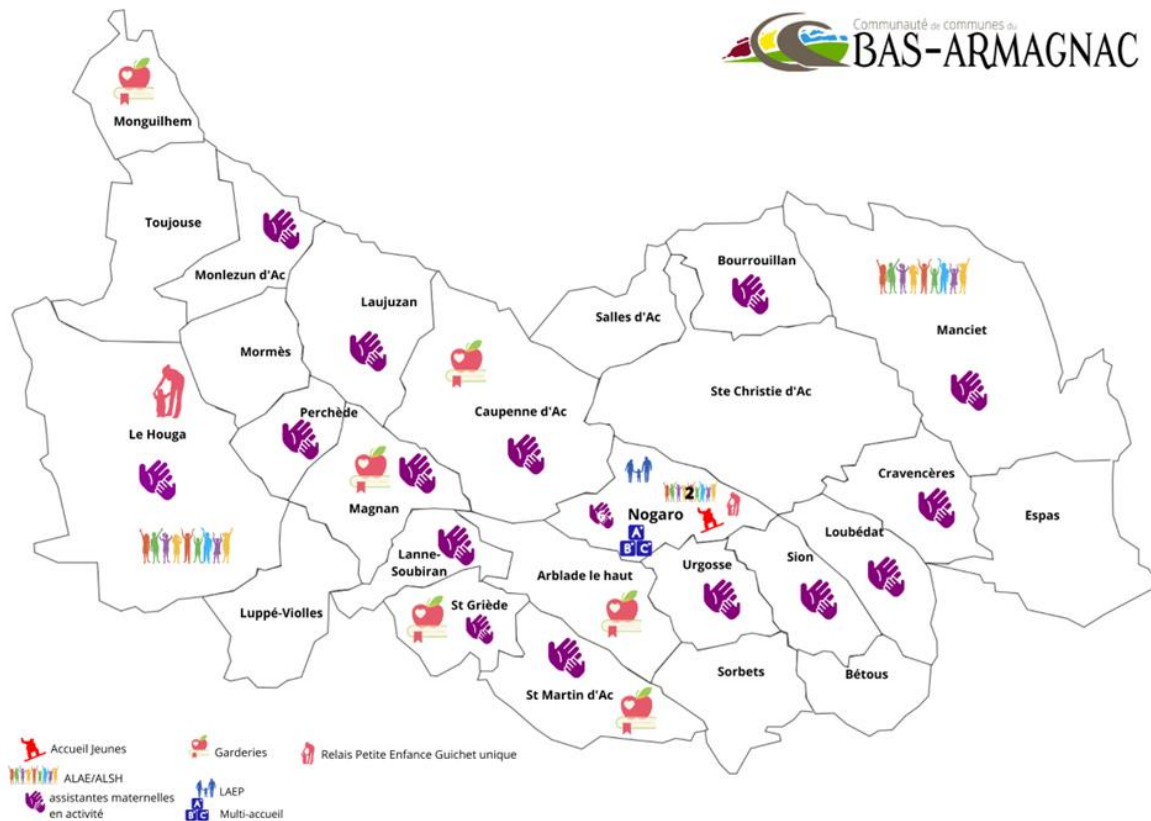 Communauté de communes du
BAS-ARMAGNAC
Monguilhem
Toujouse
Monlezun d'Ac
Bourrouillan
Laujuzan
Salles d'Ac
Manciet
Mormès
Ste Christie d'Ac
Perchède
Caupenne d'Ac
Le Houga
Cravencères
2
Magnan
Nogaro
Espas
Loubédat
A
B C
Lanne-
Soubiran
Sion
Urgosse
Arblade le haut
St Griède
Luppé-Violles
Sorbets
Bétous
St Martin d'Ac
Accueil Jeunes
Garderies
Relais Petite Enfance Guichet unique
ALAE/ALSH
LAEP
assistantes maternelles
en activité
A
B C
Multi-accueil